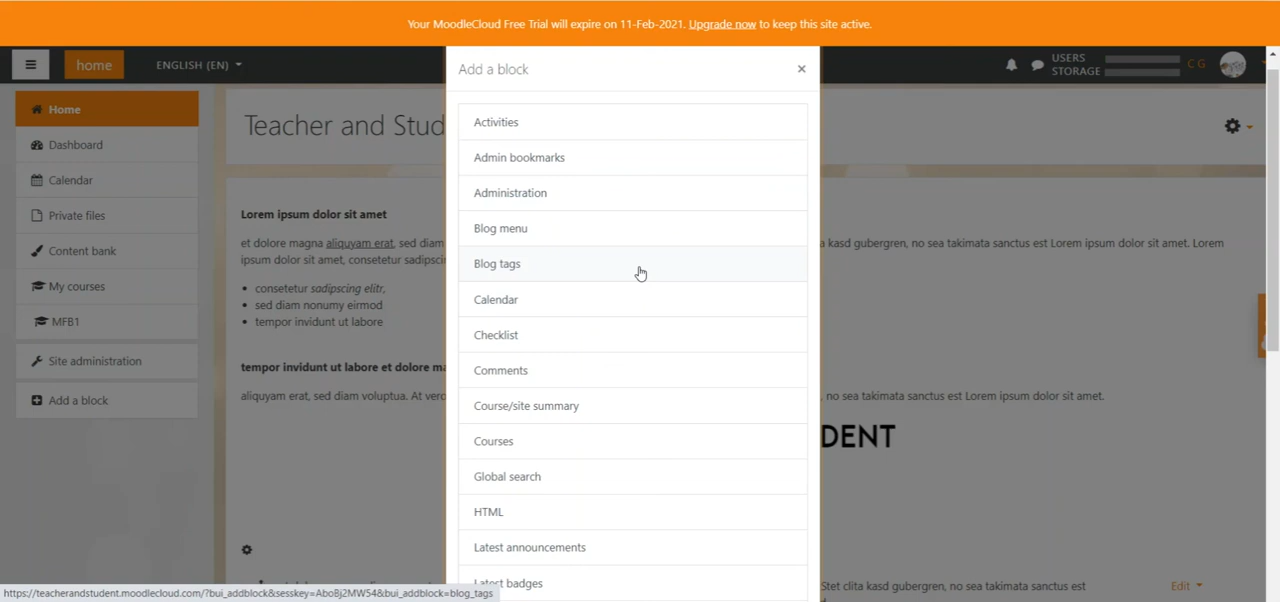 Your MoodleCloud Free Trial will expire on 11-Feb-2021. Upgrade now to keep this site active.
home
ENGLISH (EN)
USERS
STORAGE
C G
Add a block
×
Home
Dashboard
Calendar
Private files
Content bank
My courses
MFB1
Site administration
Add a block
Teacher and Stud
Lorem ipsum dolor sit amet
et dolore magna aliquyam erat, sed diam
a kasd gubergren, no sea takimata sanctus est Lorem ipsum dolor sit amet. Lorem
ipsum dolor sit amet, consetetur sadipscin
• consetetur sadipscing elitr,
• sed diam nonumy eirmod
• tempor invidunt ut labore
tempor invidunt ut labore et dolore ma
aliquyam erat, sed diam voluptua. At vero
, no sea takimata sanctus est Lorem ipsum dolor sit amet.
DENT
Stet clita kasd gubergren, no sea takimata sanctus est
Edit
Activities
Admin bookmarks
Administration
Blog menu
Blog tags
Calendar
Checklist
Comments
Course/site summary
Courses
Global search
HTML
Latest announcements
Latest badges
https://teacherandstudent.moodlecloud.com/?bui_addblock&sesskey=AboBj2MW54&bui_addblock=blog_tags